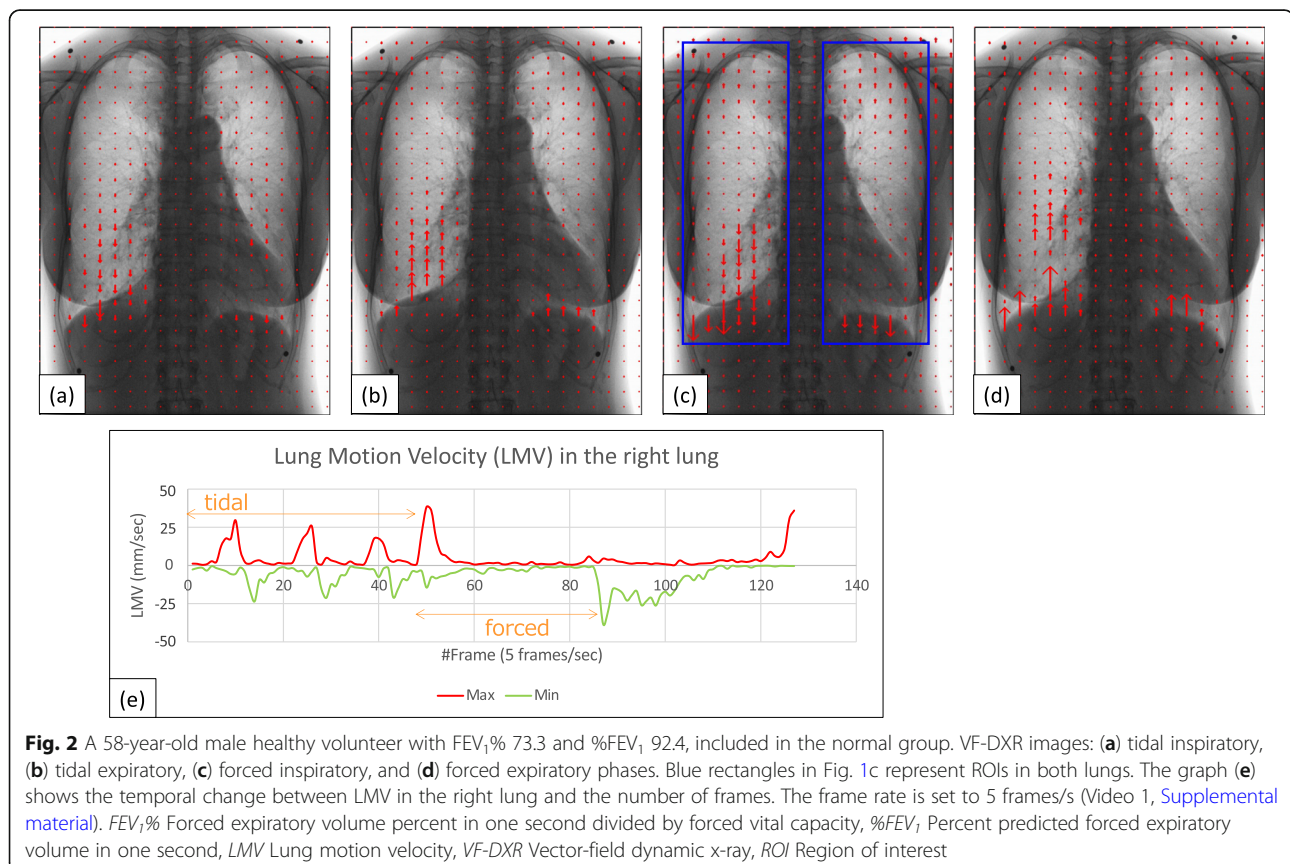 (a)
(b)
(c)
(d)
Lung Motion Velocity (LMV) in the right lung
50
25
0
-25
-50
LMV (mm/sec)
tidal
forced
0 20 40 60 80 100 120 140
#Frame (5 frames/sec)
Max Min
(e)
Fig. 2 A 58-year-old male healthy volunteer with FEV1% 73.3 and %FEV1 92.4, included in the normal group. VF-DXR images: (a) tidal inspiratory,
(b) tidal expiratory, (c) forced inspiratory, and (d) forced expiratory phases. Blue rectangles in Fig. 1c represent ROIs in both lungs. The graph (e)
shows the temporal change between LMV in the right lung and the number of frames. The frame rate is set to 5 frames/s (Video 1, Supplemental
material). FEV1% Forced expiratory volume percent in one second divided by forced vital capacity, %FEV1 Percent predicted forced expiratory
volume in one second, LMV Lung motion velocity, VF-DXR Vector-field dynamic x-ray, ROI Region of interest